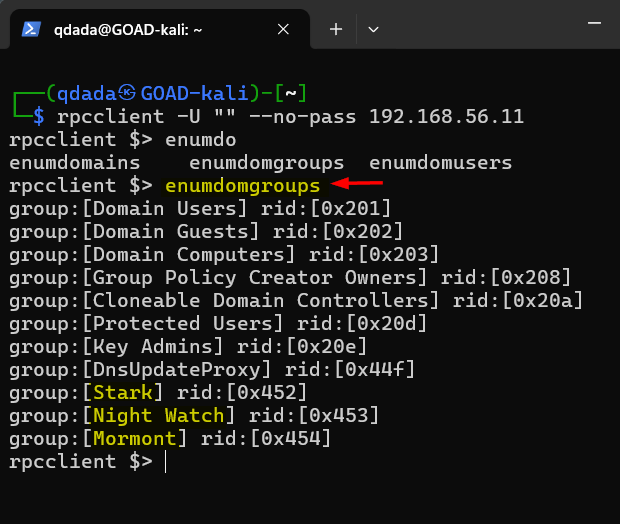 qdada@GOAD-kali: ~
┌──(qdada㉿GOAD-kali)-[~]
└─$ rpcclient -U "" --no-pass 192.168.56.11
rpcclient $> enumdo
enumdomains    enumdomgroups  enumdomusers
rpcclient $> enumdomgroups
group:[Domain Users] rid:[0x201]
group:[Domain Guests] rid:[0x202]
group:[Domain Computers] rid:[0x203]
group:[Group Policy Creator Owners] rid:[0x208]
group:[Cloneable Domain Controllers] rid:[0x20a]
group:[Protected Users] rid:[0x20d]
group:[Key Admins] rid:[0x20e]
group:[DnsUpdateProxy] rid:[0x44f]
group:[Stark] rid:[0x452]
group:[Night Watch] rid:[0x453]
group:[Mormont] rid:[0x454]
rpcclient $>